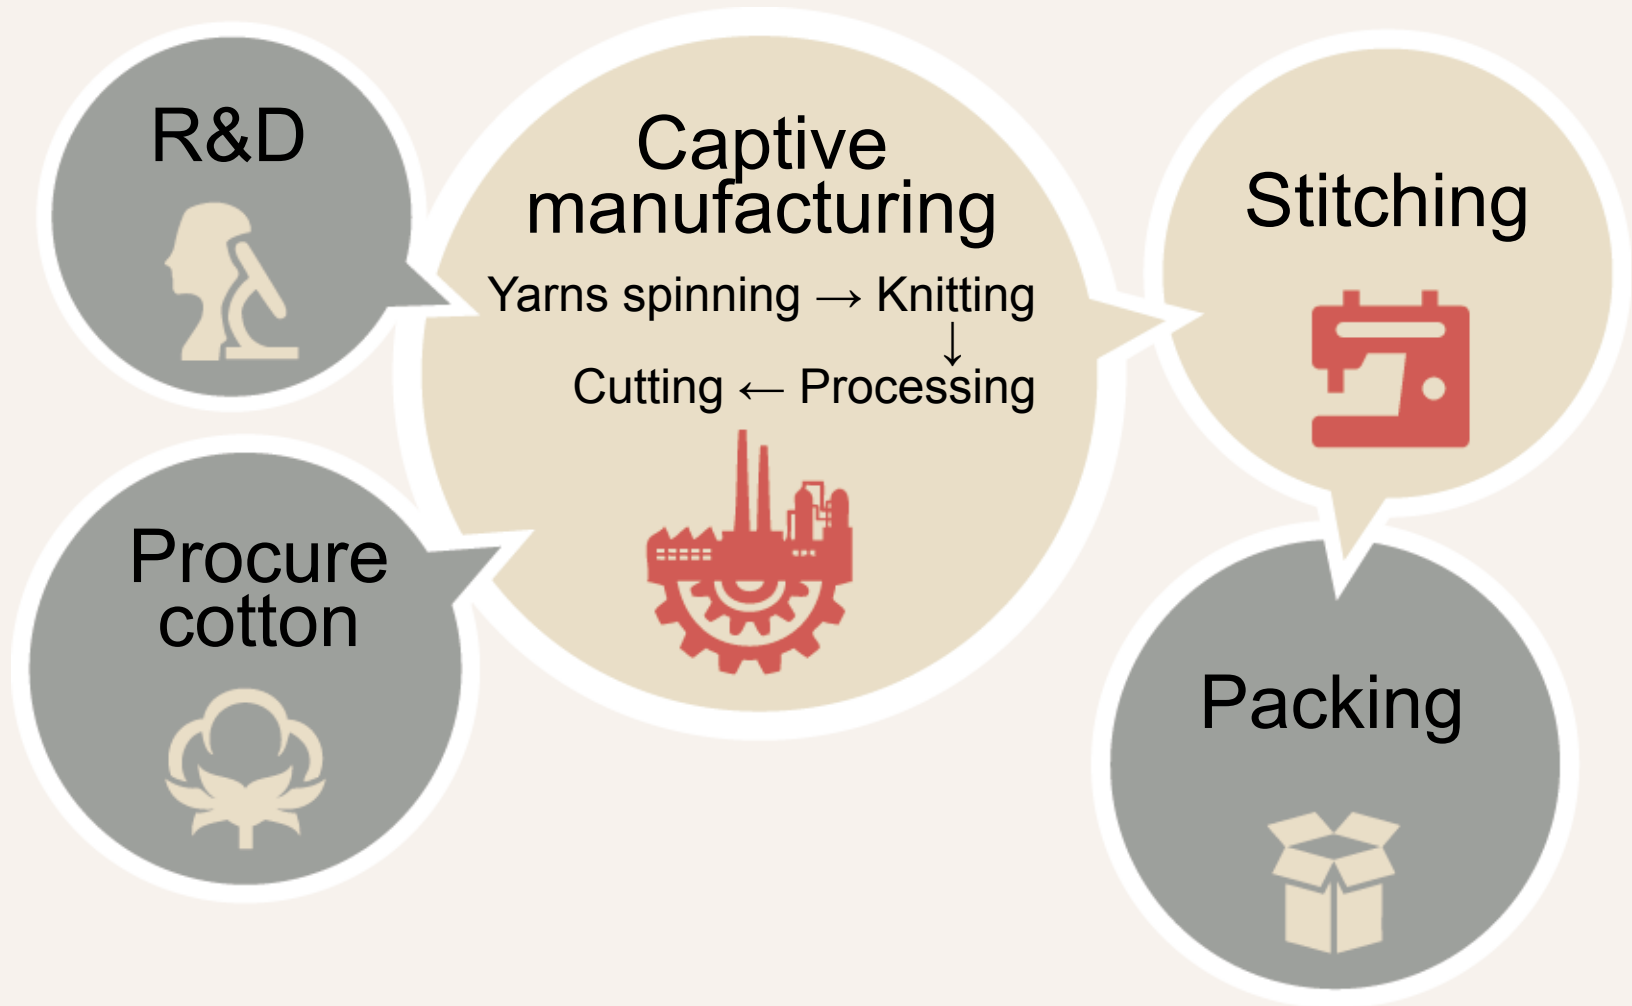 R&D
Procure
cotton
Captive
manufacturing
Yarns spinning → Knitting
↓
Cutting ← Processing
Stitching
Packing